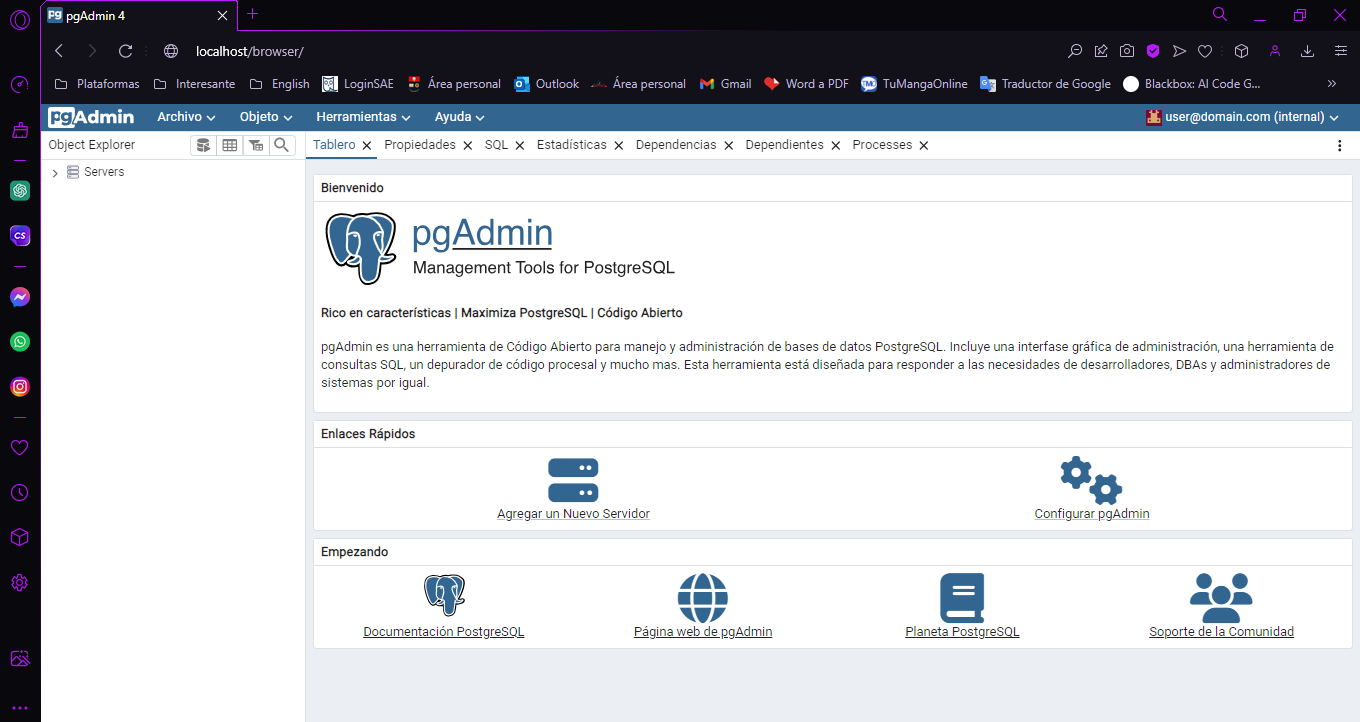 pgAdmin 4
localhost/browser/
Plataformas Interesante English LoginSAE Área personal Outlook Área personal Gmail Word a PDF TuMangaOnline Traductor de Google Blackbox: AI Code G...
pgAdmin Archivo Objeto Herramientas Ayuda user@domain.com (internal)
Object Explorer
Tablero Propiedades SQL Estadísticas Dependencias Dependientes Processes
Servers
Bienvenido
pgAdmin
Management Tools for PostgreSQL
Rico en características | Maximiza PostgreSQL | Código Abierto
pgAdmin es una herramienta de Código Abierto para manejo y administración de bases de datos PostgreSQL. Incluye una interfase gráfica de administración, una herramienta de
consultas SQL, un depurador de código procesal y mucho mas. Esta herramienta está diseñada para responder a las necesidades de desarrolladores, DBAs y administradores de
sistemas por igual.
Enlaces Rápidos
Agregar un Nuevo Servidor
Configurar pgAdmin
Empezando
Documentación PostgreSQL
Página web de pgAdmin
Planeta PostgreSQL
Soporte de la Comunidad